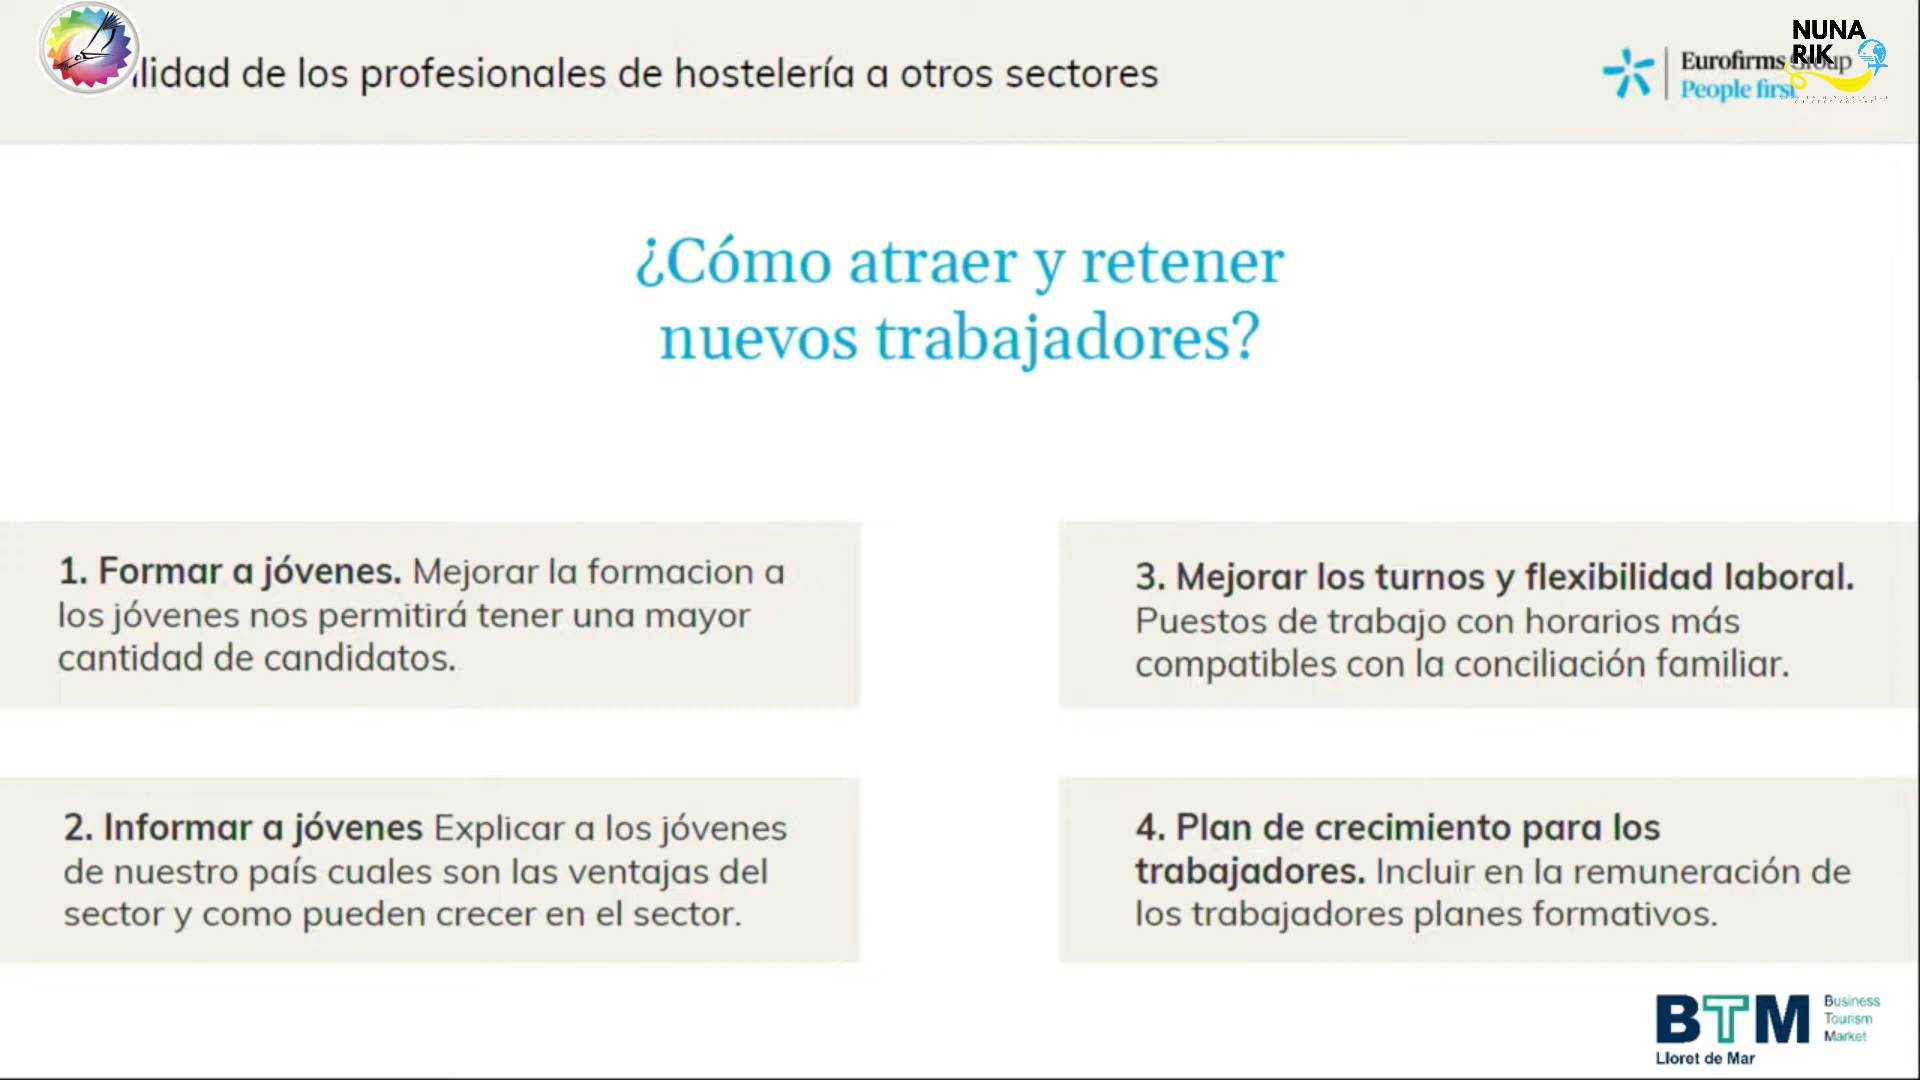 lidad de los profesionales de hostelería a otros sectores
Eurofirms Group
People first
NUNA
RIK
¿Cómo atraer y retener
nuevos trabajadores?
1. Formar a jóvenes. Mejorar la formacion a
los jóvenes nos permitirá tener una mayor
cantidad de candidatos.
2. Informar a jóvenes Explicar a los jóvenes
de nuestro país cuales son las ventajas del
sector y como pueden crecer en el sector.
3. Mejorar los turnos y flexibilidad laboral.
Puestos de trabajo con horarios más
compatibles con la conciliación familiar.
4. Plan de crecimiento para los
trabajadores. Incluir en la remuneración de
los trabajadores planes formativos.
BTM
Business
Tourism
Market
Lloret de Mar